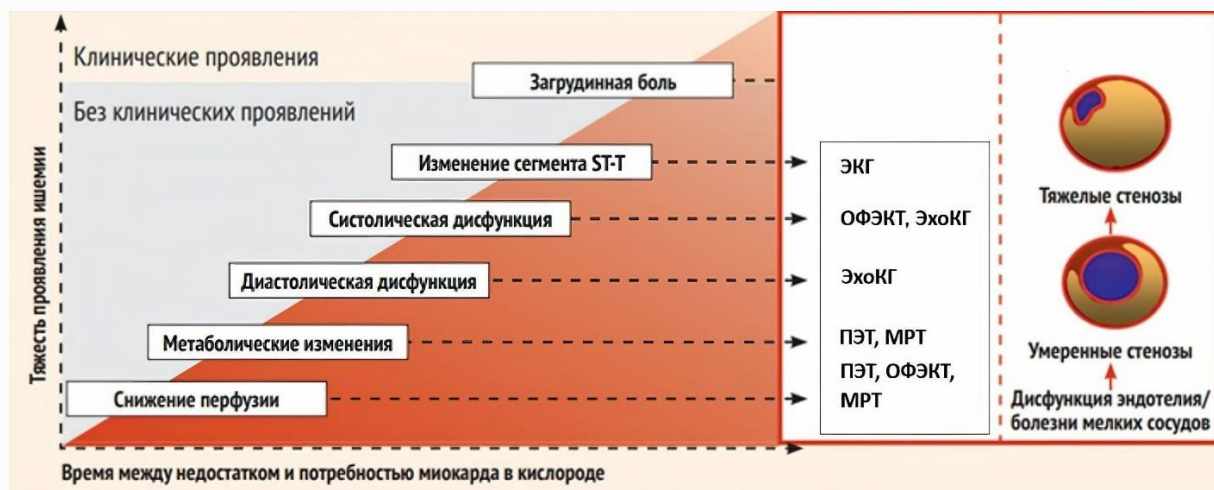 Клинические проявления
Без клинических проявлений
Загрудинная боль
Изменение сегмента ST-T
Систолическая дисфункция
Диастолическая дисфункция
Метаболические изменения
Снижение перфузии
Тяжесть проявления ишемии
Время между недостатком и потребностью миокарда в кислороде
ЭКГ
ОФЭКТ, ЭхоКГ
ЭхоКГ
ПЭТ, МРТ
ПЭТ, ОФЭКТ,
МРТ
Тяжелые стенозы
Умеренные стенозы
Дисфункция эндотелия/
болезни мелких сосудов